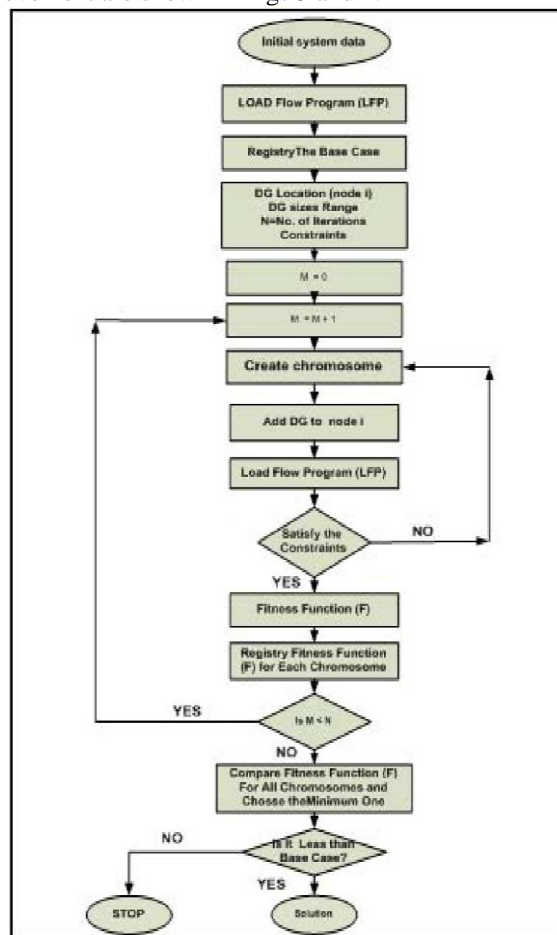 Initial system data
LOAD Flow Program (LFP)
RegistryThe Base Case
DG Location (node i)
DG sizes Range
N=No. of Iterations
Constraints
M = 0
M = M + 1
Create chromosome
Add DG to node i
Load Flow Program (LFP)
Satisfy the
Constraints
NO
YES
Fitness Function (F)
Registry Fitness Function
(F) for Each Chromosome
YES
Is M < N
NO
Compare Fitness Function (F)
For All Chromosomes and
Chosse theMinimum One
NO
Is It Less than
Base Case?
YES
STOP
Solution